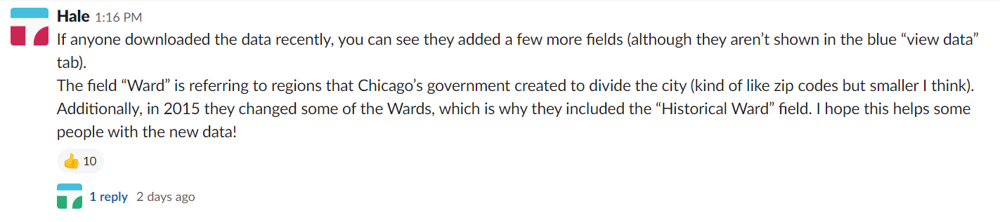 Hale 1:16 PM
If anyone downloaded the data recently, you can see they added a few more fields (although they aren’t shown in the blue “view data”
tab).
The field “Ward” is referring to regions that Chicago’s government created to divide the city (kind of like zip codes but smaller I think).
Additionally, in 2015 they changed some of the Wards, which is why they included the “Historical Ward” field. I hope this helps some
people with the new data!
👍 10
1 reply 2 days ago